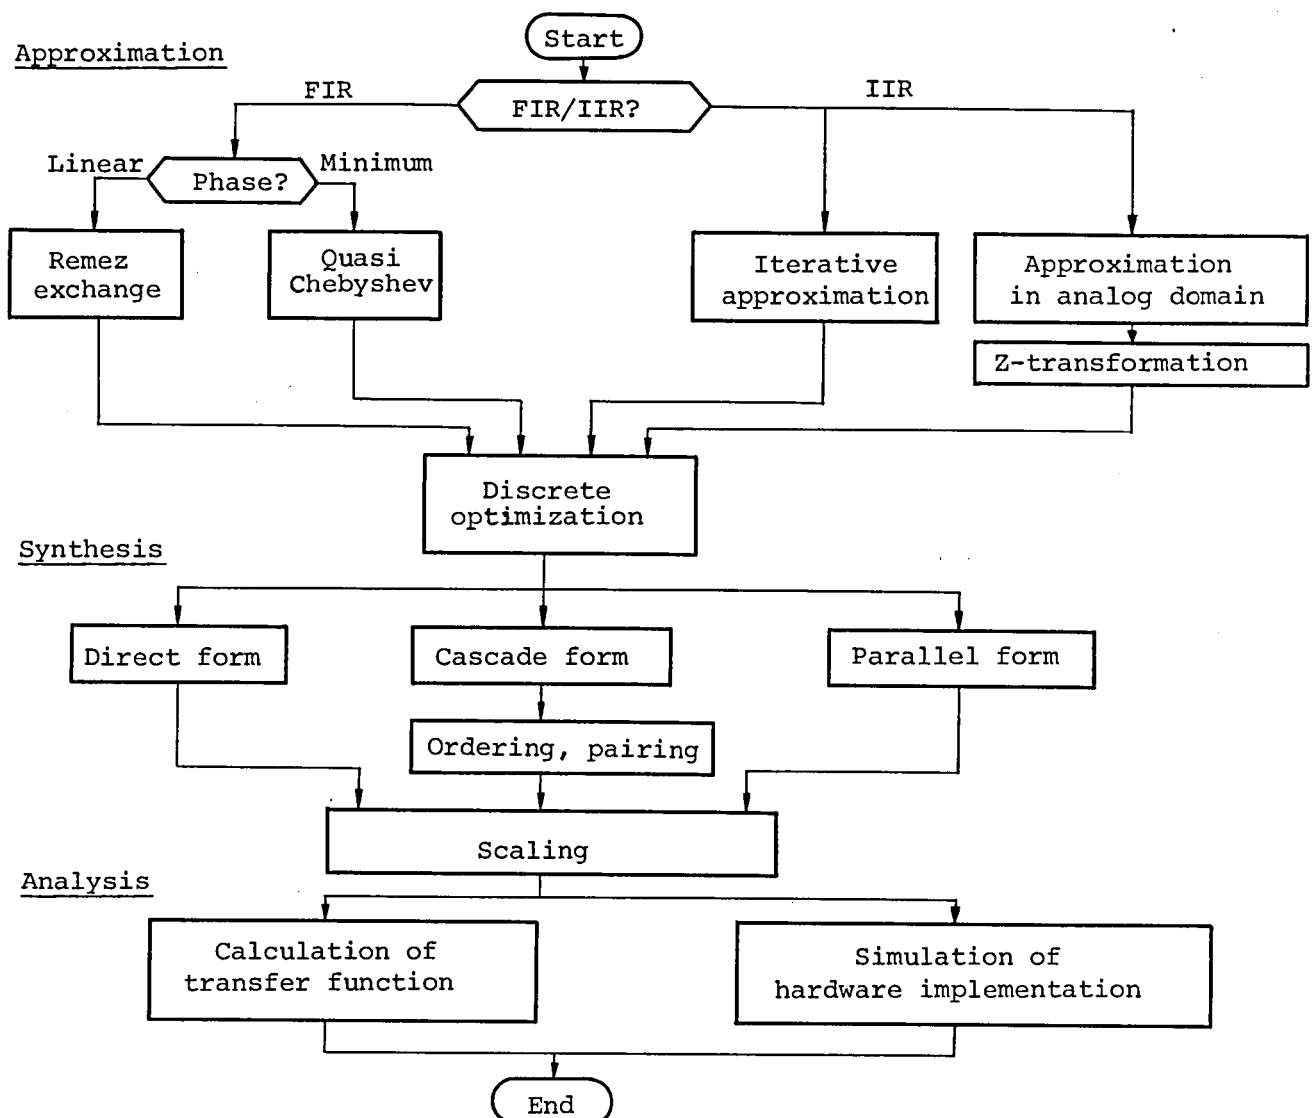 Start
Approximation
FIR
FIR/IIR?
IIR
Linear
Phase?
Minimum
Remez
exchange
Quasi
Chebyshev
Iterative
approximation
Approximation
in analog domain
Z-transformation
Discrete
optimization
Synthesis
Direct form
Cascade form
Parallel form
Ordering, pairing
Scaling
Analysis
Calculation of
transfer function
Simulation of
hardware implementation
End